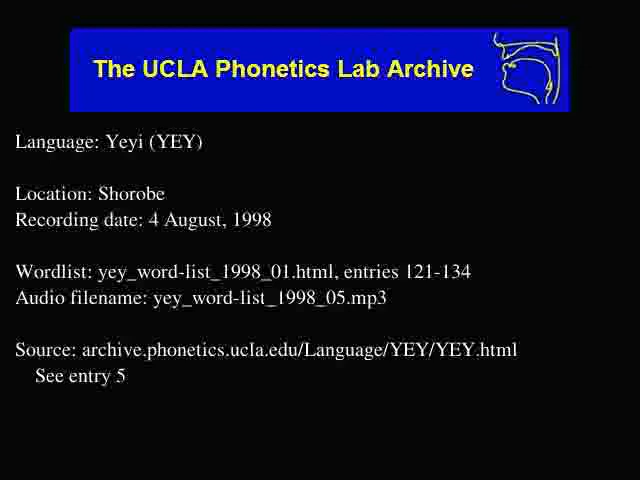 The UCLA Phonetics Lab Archive
Language: Yeyi (YEY)
Location: Shorobe
Recording date: 4 August, 1998
Wordlist: yey_word-list_1998_01.html, entries 121-134
Audio filename: yey_word-list_1998_05.mp3
Source: archive.phonetics.ucla.edu/Language/YEY/YEY.html
See entry 5